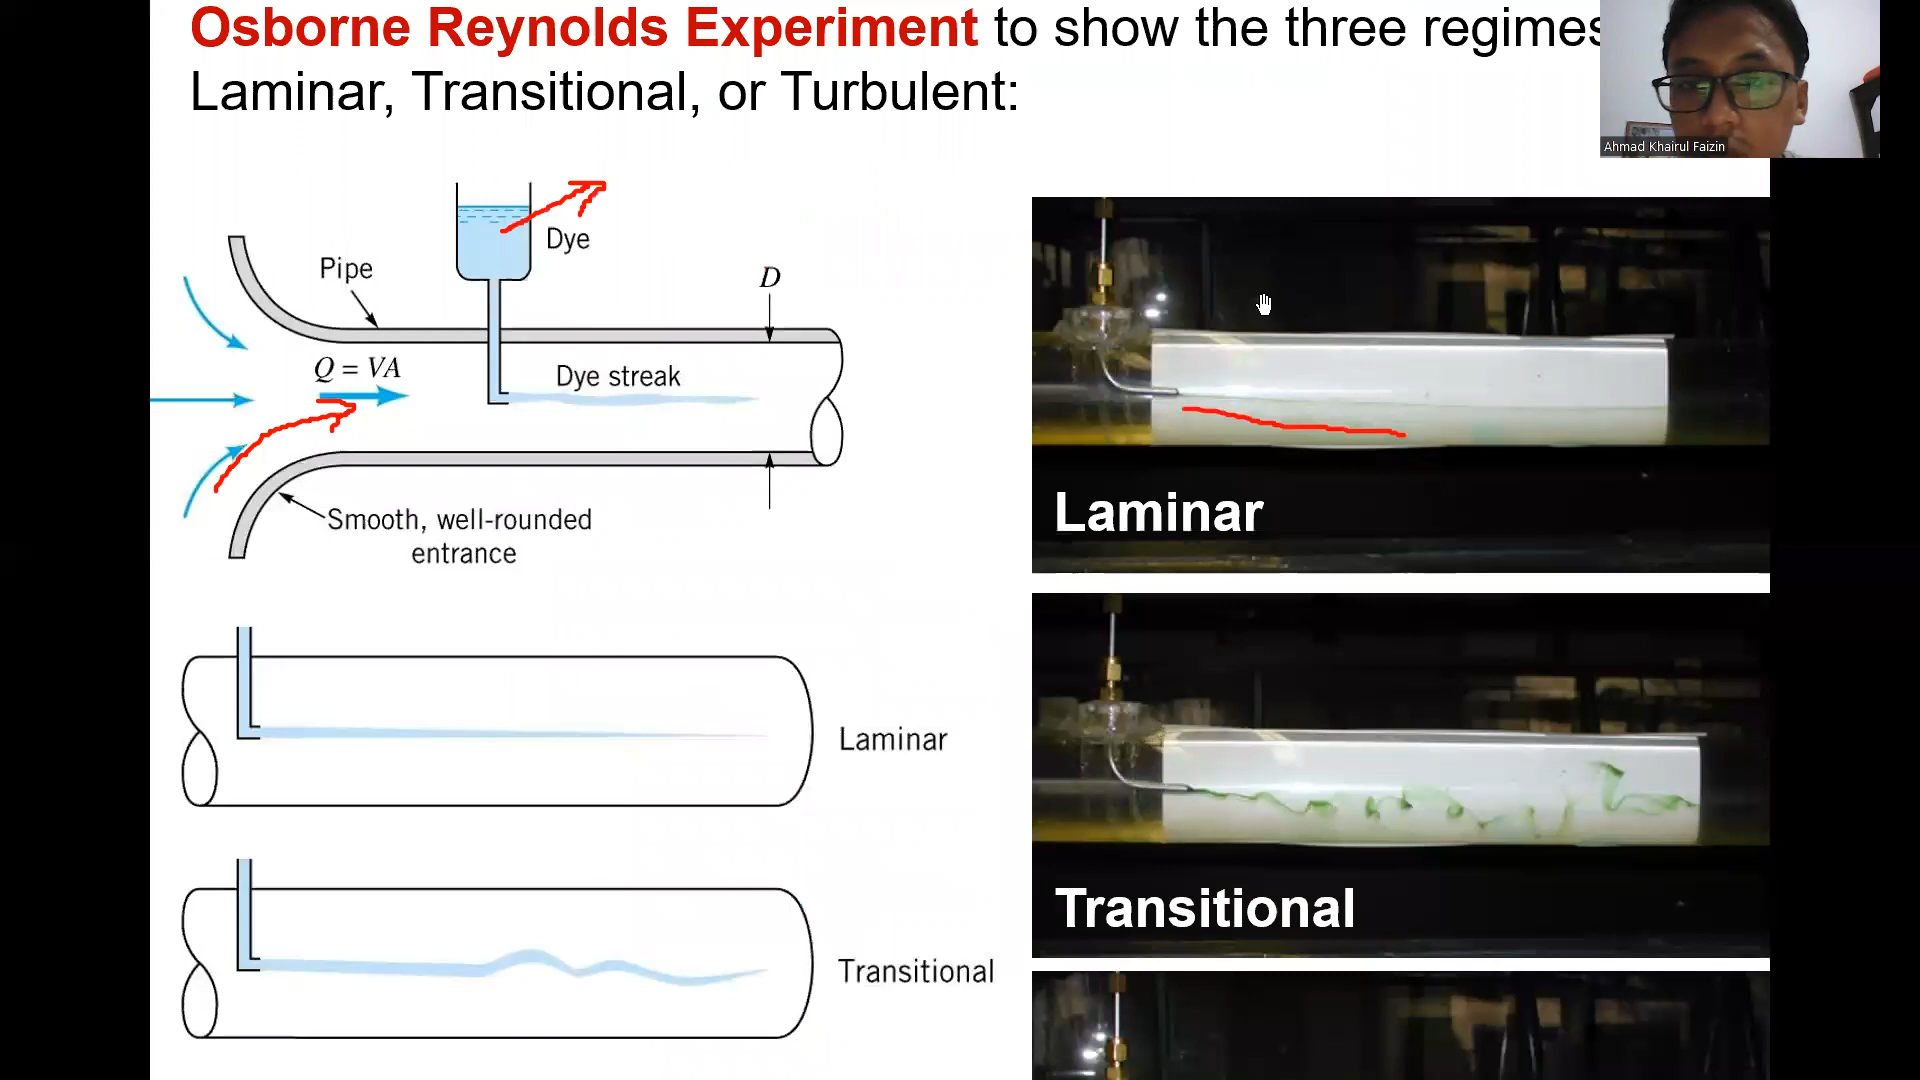 Osborne Reynolds Experiment to show the three regimes
Laminar, Transitional, or Turbulent:
Ahmad Khairul Faizin
Dye
Pipe
D
Q = VA
Dye streak
Smooth, well-rounded
entrance
Laminar
Laminar
Transitional
Transitional